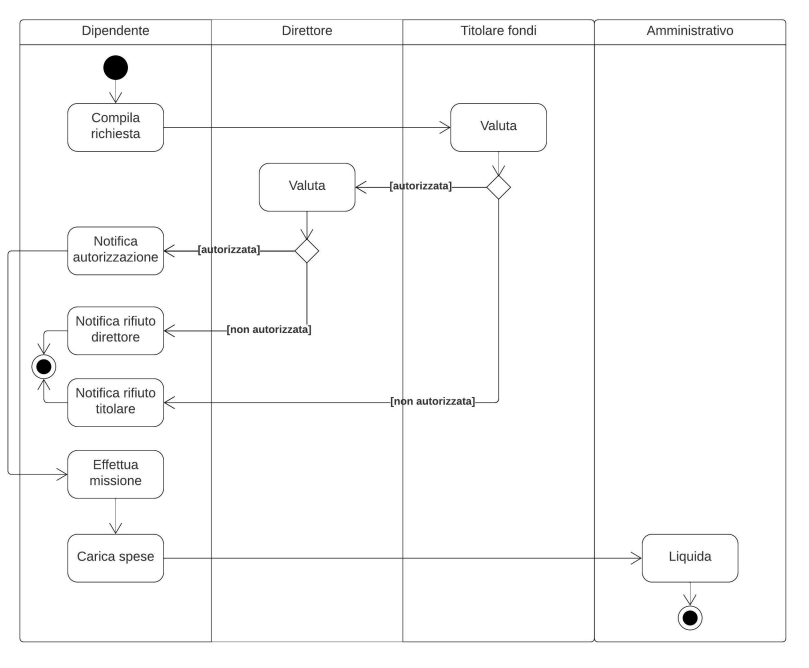 Dipendente
Direttore
Titolare fondi
Amministrativo
Compila
richiesta
Valuta
Valuta
[autorizzata]
Notifica
autorizzazione
[autorizzata]
Notifica rifiuto
direttore
[non autorizzata]
Notifica rifiuto
titolare
[non autorizzata]
Effettua
missione
Carica spese
Liquida